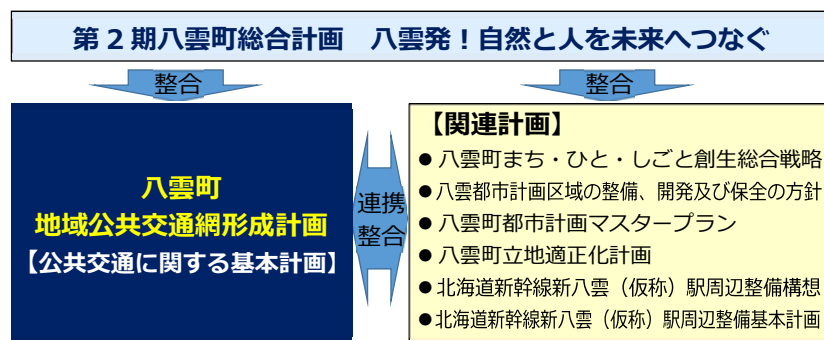 第2期八雲町総合計画　八雲発！自然と人を未来へつなぐ
整合
整合
八雲町
地域公共交通網形成計画
【公共交通に関する基本計画】
連携
整合
【関連計画】
●八雲町まち・ひと・しごと創生総合戦略
●八雲都市計画区域の整備、開発及び保全の方針
●八雲町都市計画マスタープラン
●八雲町立地適正化計画
●北海道新幹線新八雲（仮称）駅周辺整備構想
●北海道新幹線新八雲（仮称）駅周辺整備基本計画